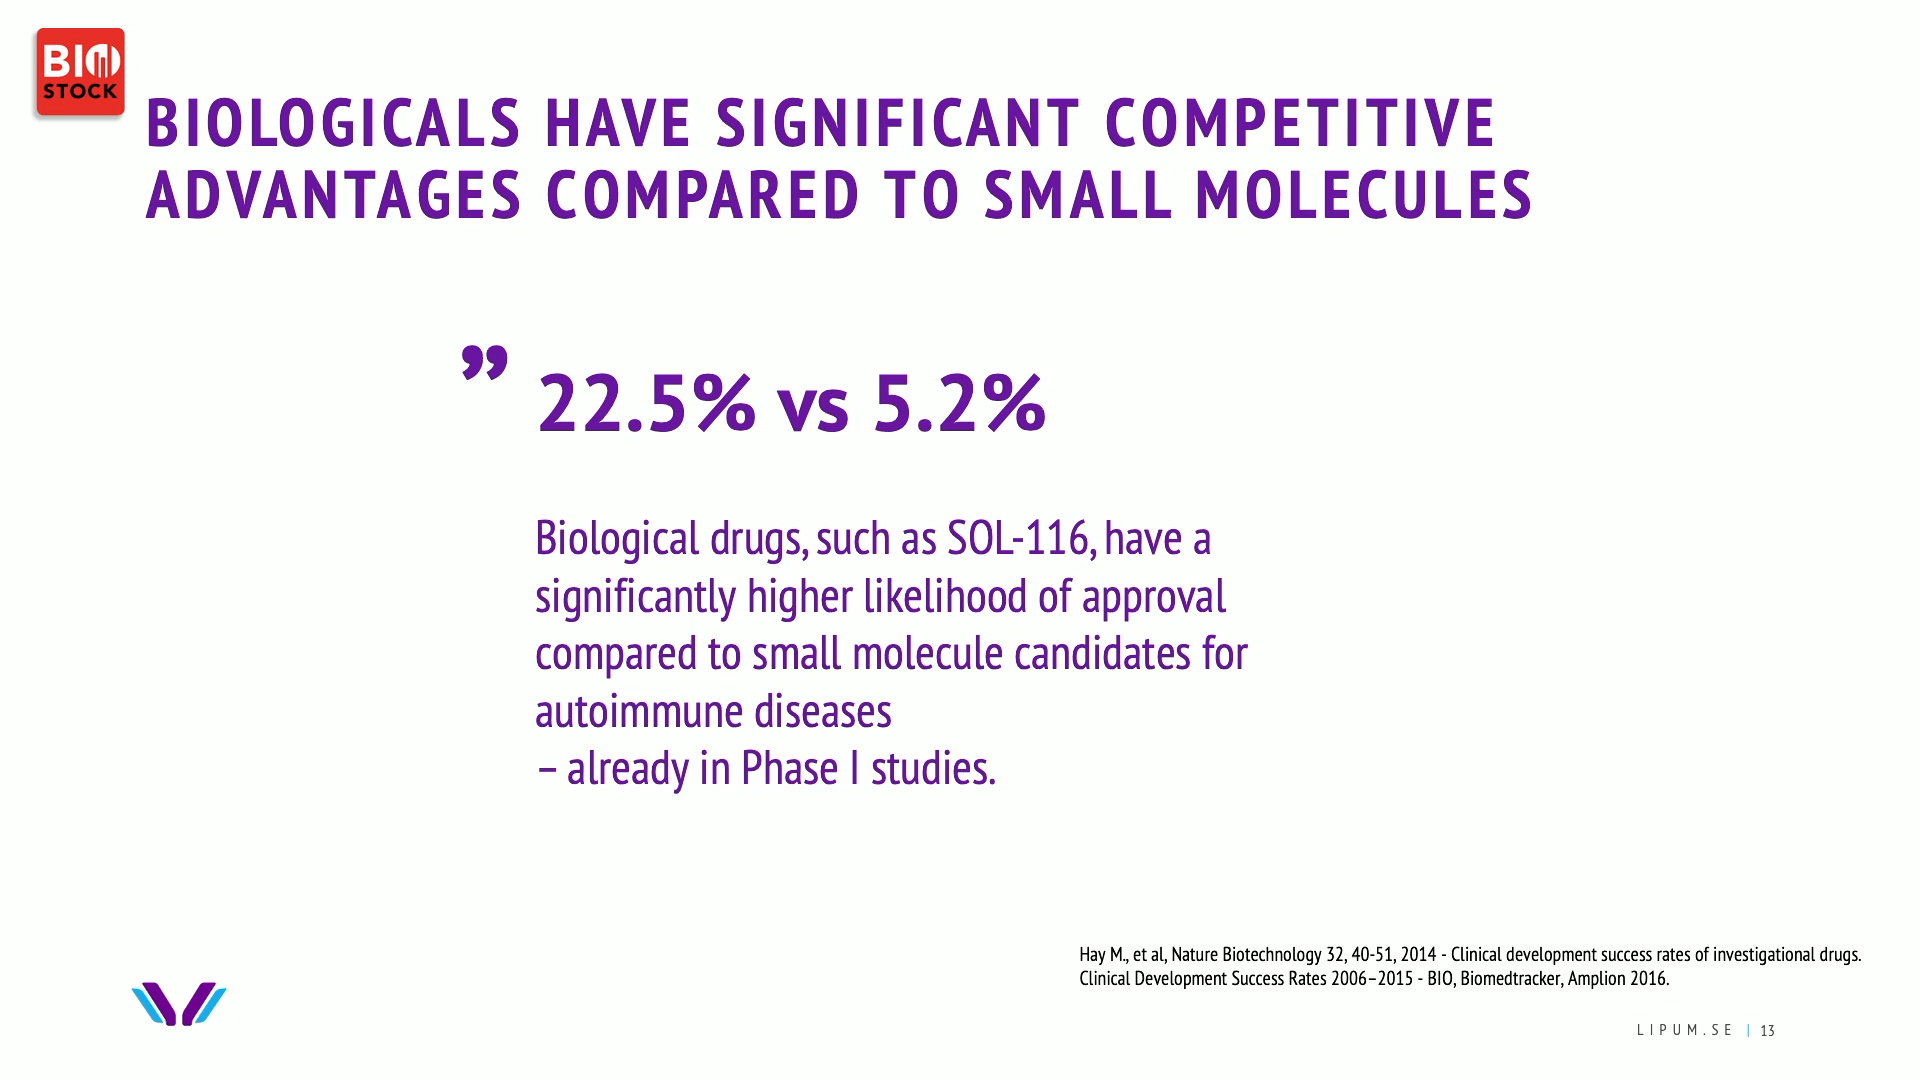 BIO
STOCK
BIOLOGICALS HAVE SIGNIFICANT COMPETITIVE
ADVANTAGES COMPARED TO SMALL MOLECULES
” 22.5% vs 5.2%
Biological drugs, such as SOL-116, have a
significantly higher likelihood of approval
compared to small molecule candidates for
autoimmune diseases
– already in Phase I studies.
Hay M., et al, Nature Biotechnology 32, 40-51, 2014 - Clinical development success rates of investigational drugs.
Clinical Development Success Rates 2006–2015 - BIO, Biomedtracker, Amplion 2016.
LIPUM.SE | 13